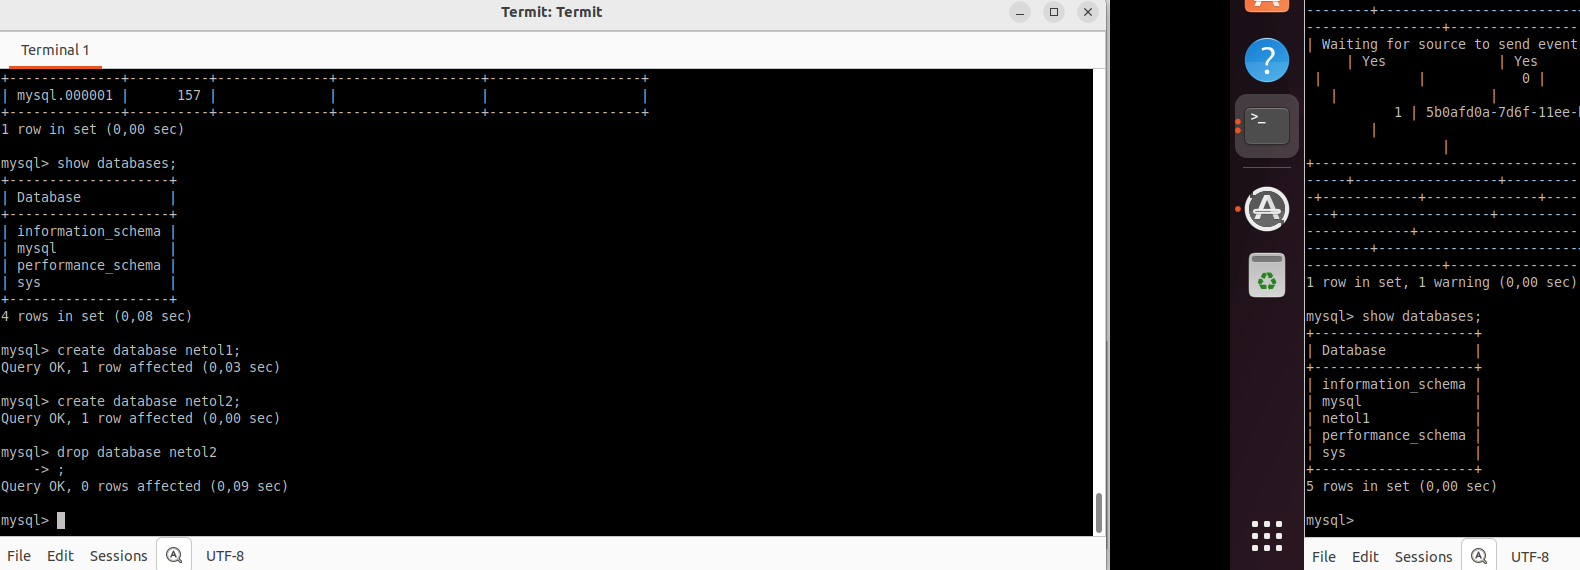 Termit: Termit
Terminal 1
+--------------+----------+--------------+------------------+-------------------+
| mysql.000001 |      157 |              |                  |                   |
+--------------+----------+--------------+------------------+-------------------+
1 row in set (0,00 sec)
mysql> show databases;
+--------------------+
| Database           |
+--------------------+
| information_schema |
| mysql              |
| performance_schema |
| sys                |
+--------------------+
4 rows in set (0,08 sec)
mysql> create database netol1;
Query OK, 1 row affected (0,03 sec)
mysql> create database netol2;
Query OK, 1 row affected (0,00 sec)
mysql> drop database netol2
    -> ;
Query OK, 0 rows affected (0,09 sec)
mysql>
File Edit Sessions UTF-8
--------+-------------------------
-----------------+----------------
| Waiting for source to send event
     | Yes              | Yes
 |            |            0 |
   |                   |
           1 | 5b0afd0a-7d6f-11ee-
        |
                 |
+---------------------------------
-----+------------------+----------
-+------------+--------------+----
---+-------------------+----------
-------------+--------------------
--------+-------------------------
-----------------+----------------
1 row in set, 1 warning (0,00 sec)
mysql> show databases;
+--------------------+
| Database           |
+--------------------+
| information_schema |
| mysql              |
| netol1             |
| performance_schema |
| sys                |
+--------------------+
5 rows in set (0,00 sec)
mysql>
File Edit Sessions UTF-8